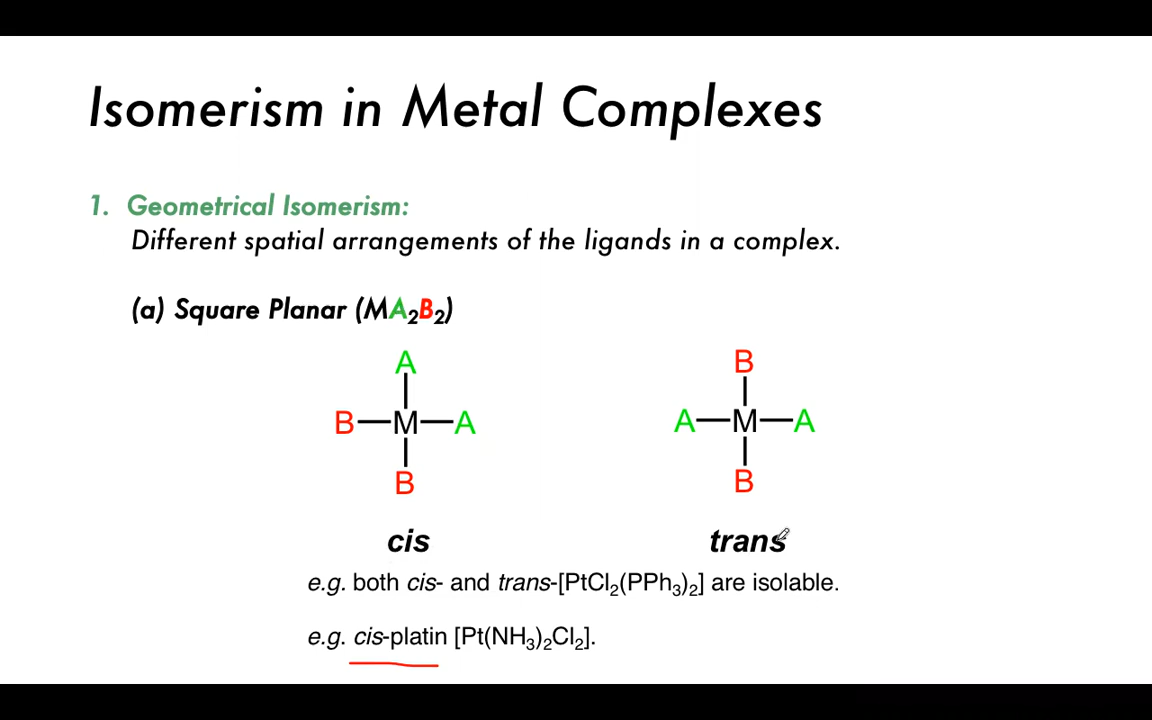 Isomerism in Metal Complexes
1. Geometrical Isomerism:
Different spatial arrangements of the ligands in a complex.
(a) Square Planar (MA₂B₂)
A
B—M—A
B
cis
B
A—M—A
B
trans
e.g. both cis- and trans-[PtCl₂(PPh₃)₂] are isolable.
e.g. cis-platin [Pt(NH₃)₂Cl₂].